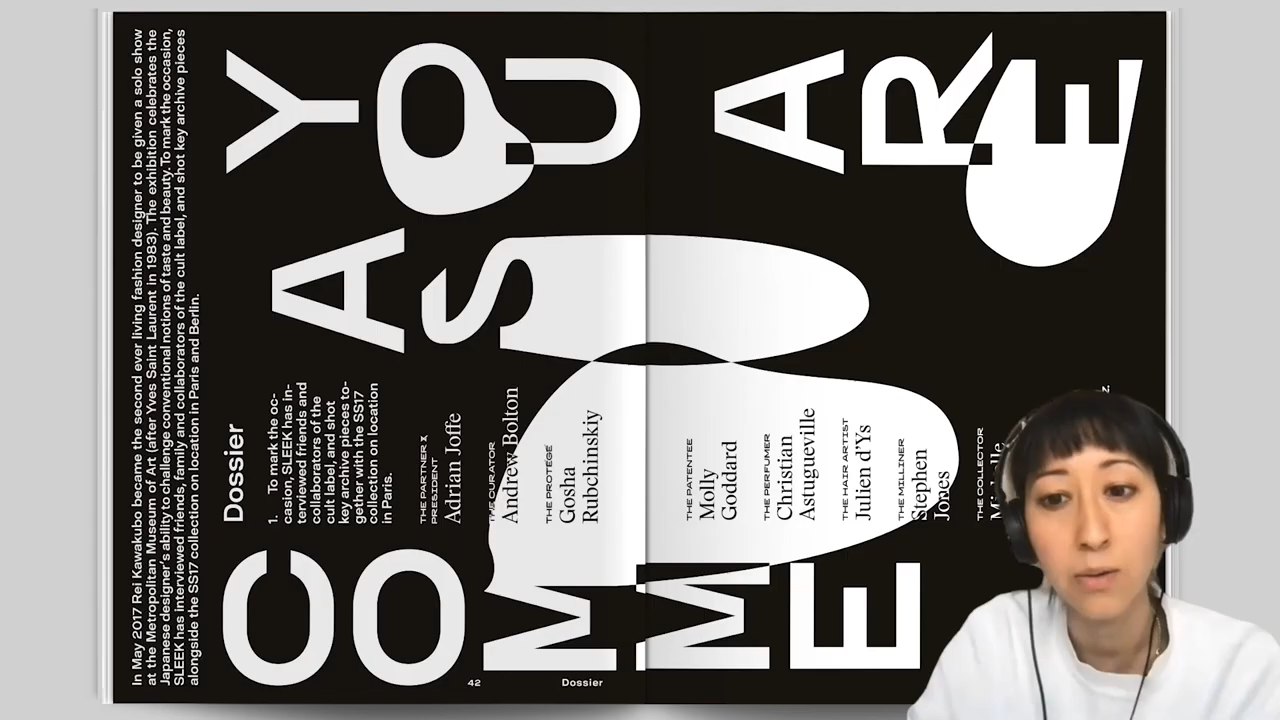 In May 2017 Rei Kawakubo became the second ever living fashion designer to be given a solo show
at the Metropolitan Museum of Art (after Yves Saint Laurent in 1983). The exhibition celebrates the
Japanese designer's ability to challenge conventional notions of taste and beauty. To mark the occasion,
SLEEK has interviewed friends, family and collaborators of the cult label, and shot key archive pieces
alongside the SS17 collection on location in Paris and Berlin.
COMME
AS
YOU
ARE
Dossier
1. To mark the oc-
casion, SLEEK has in-
terviewed friends and
collaborators of the
cult label, and shot
key archive pieces to-
gether with the SS17
collection on location
in Paris.
THE PARTNER X
PRESIDENT
Adrian Joffe
THE CURATOR
Andrew Bolton
THE PROTÉGÉ
Gosha
Rubchinskiy
THE PATENTEE
Molly
Goddard
THE PERFUMER
Christian
Astugueville
THE HAIR ARTIST
Julien d'Ys
THE MILLINER
Stephen
Jones
THE COLLECTOR
42
Dossier